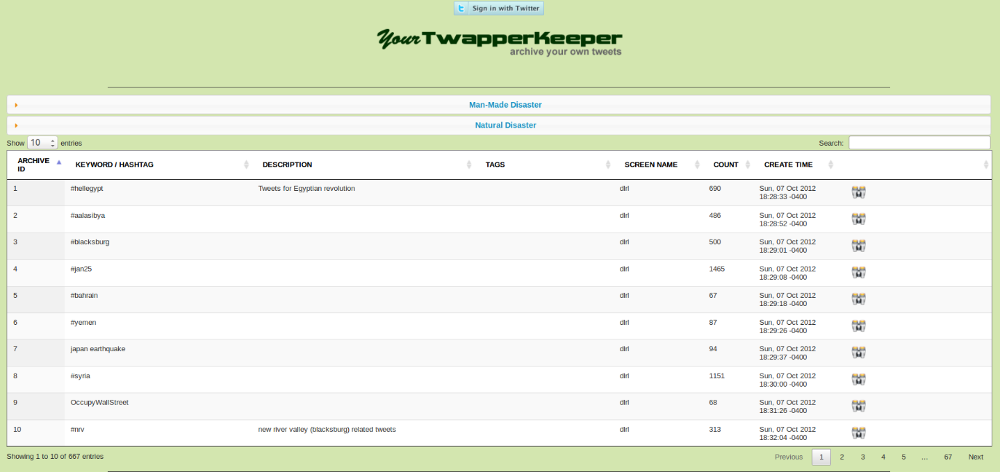 Sign in with Twitter
YourTwapperKeeper
archive your own tweets
Man-Made Disaster
Natural Disaster
Show 10 entries Search:
ARCHIVE ID KEYWORD / HASHTAG DESCRIPTION TAGS SCREEN NAME COUNT CREATE TIME
1 #hellegypt Tweets for Egyptian revolution dlrl 690 Sun, 07 Oct 2012
18:28:33 -0400
2 #aalasibya dlrl 486 Sun, 07 Oct 2012
18:28:52 -0400
3 #blacksburg dlrl 500 Sun, 07 Oct 2012
18:29:01 -0400
4 #jan25 dlrl 1465 Sun, 07 Oct 2012
18:29:08 -0400
5 #bahrain dlrl 67 Sun, 07 Oct 2012
18:29:18 -0400
6 #yemen dlrl 87 Sun, 07 Oct 2012
18:29:26 -0400
7 japan earthquake dlrl 94 Sun, 07 Oct 2012
18:29:37 -0400
8 #syria dlrl 1151 Sun, 07 Oct 2012
18:30:00 -0400
9 OccupyWallStreet dlrl 68 Sun, 07 Oct 2012
18:31:26 -0400
10 #nrv new river valley (blacksburg) related tweets dlrl 313 Sun, 07 Oct 2012
18:32:04 -0400
Showing 1 to 10 of 667 entries Previous 1 2 3 4 5 ... 67 Next